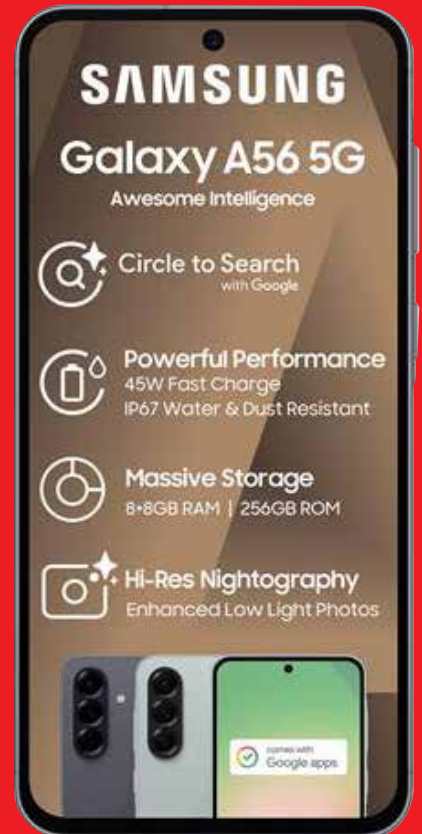 SAMSUNG
Galaxy A56 5G
Awesome Intelligence
Circle to Search
with Google
Powerful Performance
45W Fast Charge
IP67 Water & Dust Resistant
Massive Storage
8+8GB RAM | 256GB ROM
Hi-Res Nightography
Enhanced Low Light Photos
comes with
Google apps